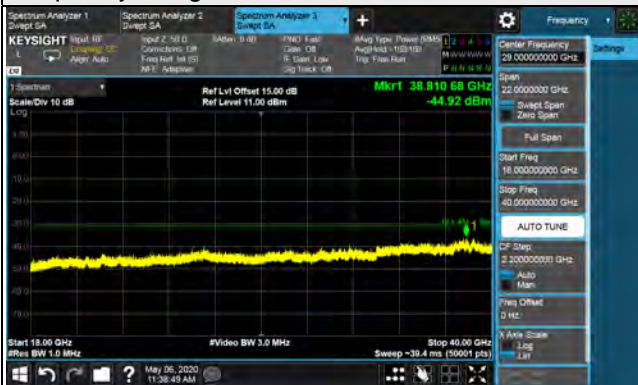 Spectrum Analyzer 1
Swept SA
Spectrum Analyzer 2
Swept SA
Spectrum Analyzer 3
Swept SA
+
Frequency
KEYSIGHT Input: RF
Coupling: DC
Align: Auto
Input Z: 50 Ω
Corrections: Off
Freq Ref: Int (S)
NFE: Adaptive
PNO: Fast
Gate: Off
IF Gain: Low
Sig Track: Off
Avg Type: Power (RMS)
Trig: Free Run
1 Spectrum
Scale/Div 10 dB
Log
Ref Lvl Offset 15.00 dB
Ref Level 11.00 dBm
Mkr1 38.810 68 GHz
-44.92 dBm
1
Start 18.00 GHz
#Res BW 1.0 MHz
#Video BW 3.0 MHz
Stop 40.00 GHz
Sweep ~39.4 ms (50001 pts)
Center Frequency
29.000000000 GHz
Settings
Span
22.0000000 GHz
Swept Span
Zero Span
Full Span
Start Freq
18.000000000 GHz
Stop Freq
40.000000000 GHz
AUTO TUNE
CF Step
2.200000000 GHz
Auto
Man
Freq Offset
0 Hz
X Axis Scale
Log
Lin
? May 06, 2020
11:38:49 AM